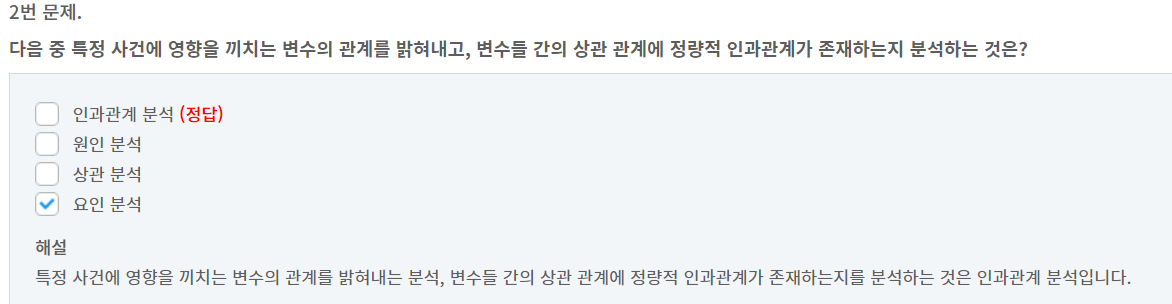 2번 문제.
다음 중 특정 사건에 영향을 끼치는 변수의 관계를 밝혀내고, 변수들 간의 상관 관계에 정량적 인과관계가 존재하는지 분석하는 것은?
인과관계 분석 (정답)
원인 분석
상관 분석
요인 분석
해설
특정 사건에 영향을 끼치는 변수의 관계를 밝혀내는 분석, 변수들 간의 상관 관계에 정량적 인과관계가 존재하는지를 분석하는 것은 인과관계 분석입니다.